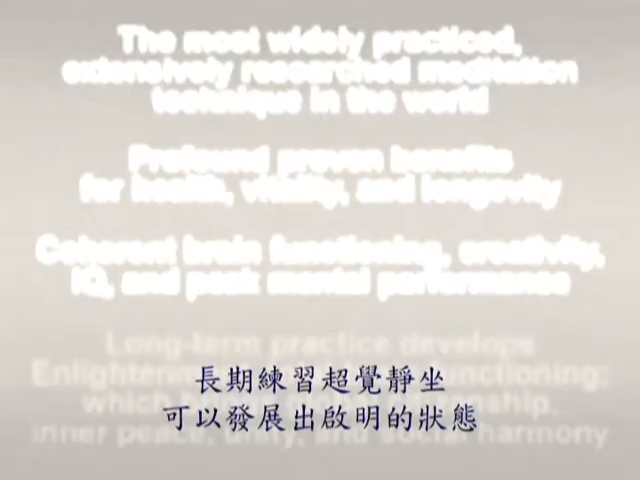 The most widely practiced,
extensively researched meditation
technique in the world
Profound proven benefits
for health, vitality, and longevity
Coherent brain functioning, creativity,
IQ, and peak mental performance
Long-term practice develops
Enlightenment functioning;
which
inner peace, unity, and social harmony
長期練習超覺靜坐
可以發展出啟明的狀態